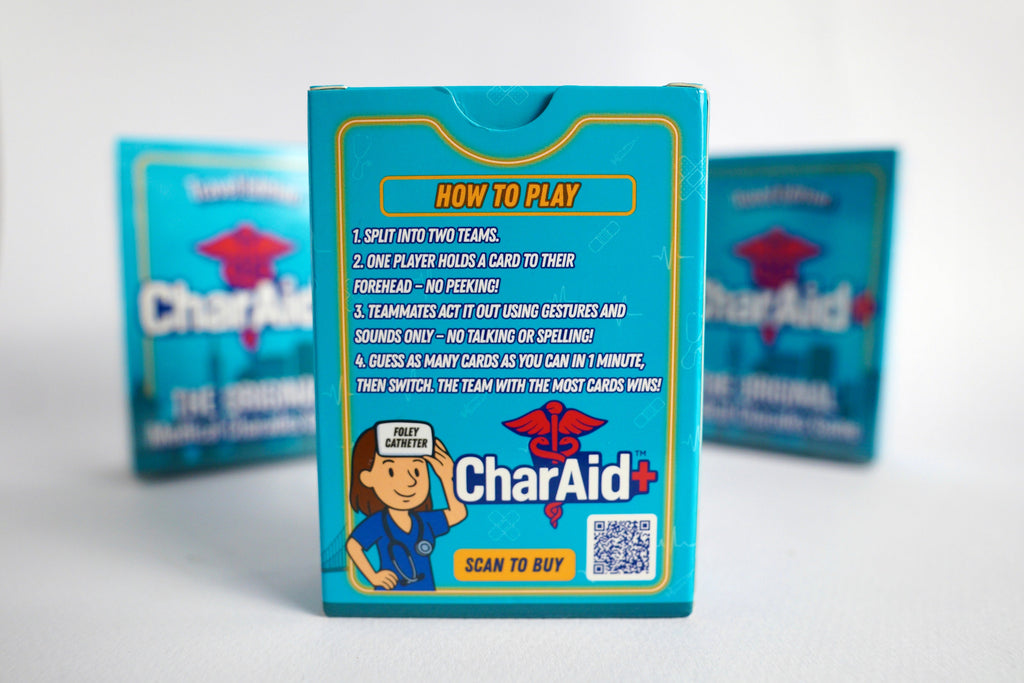 HOW TO PLAY
1. SPLIT INTO TWO TEAMS.
2. ONE PLAYER HOLDS A CARD TO THEIR
FOREHEAD – NO PEEKING!
3. TEAMMATES ACT IT OUT USING GESTURES AND
SOUNDS ONLY – NO TALKING OR SPELLING!
4. GUESS AS MANY CARDS AS YOU CAN IN 1 MINUTE,
THEN SWITCH. THE TEAM WITH THE MOST CARDS WINS!
FOLEY
CATHETER
CharAid+™
SCAN TO BUY
CharAid
THE ORIGINAL
CharAid+
THE ORIGINAL